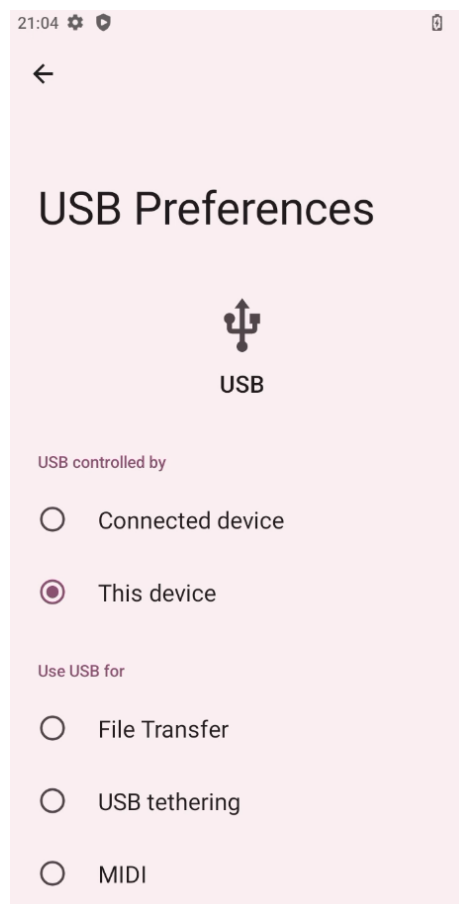 21:04
USB Preferences
USB
USB controlled by
Connected device
This device
Use USB for
File Transfer
USB tethering
MIDI